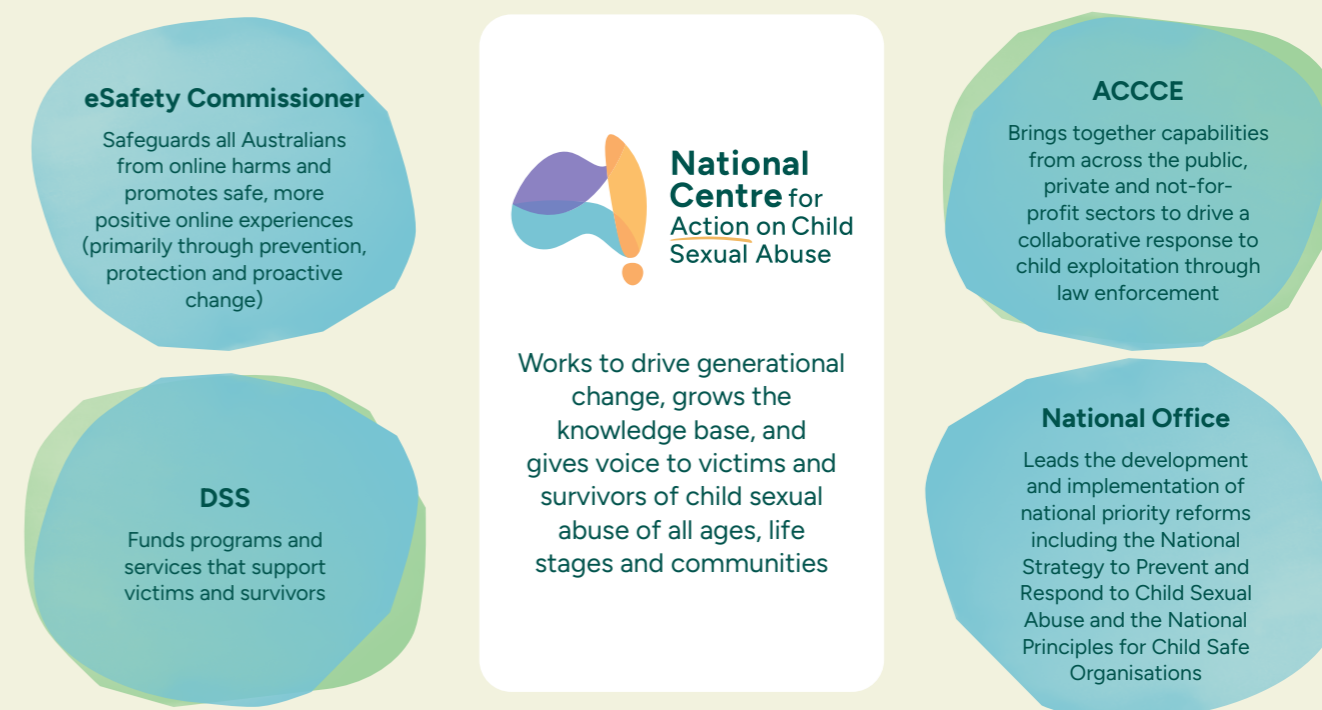 eSafety Commissioner
Safeguards all Australians
from online harms and
promotes safe, more
positive online experiences
(primarily through prevention,
protection and proactive
change)
DSS
Funds programs and
services that support
victims and survivors
National
Centre for
Action on Child
Sexual Abuse
Works to drive generational
change, grows the
knowledge base, and
gives voice to victims and
survivors of child sexual
abuse of all ages, life
stages and communities
ACCCE
Brings together capabilities
from across the public,
private and not-for-
profit sectors to drive a
collaborative response to
child exploitation through
law enforcement
National Office
Leads the development
and implementation of
national priority reforms
including the National
Strategy to Prevent and
Respond to Child Sexual
Abuse and the National
Principles for Child Safe
Organisations